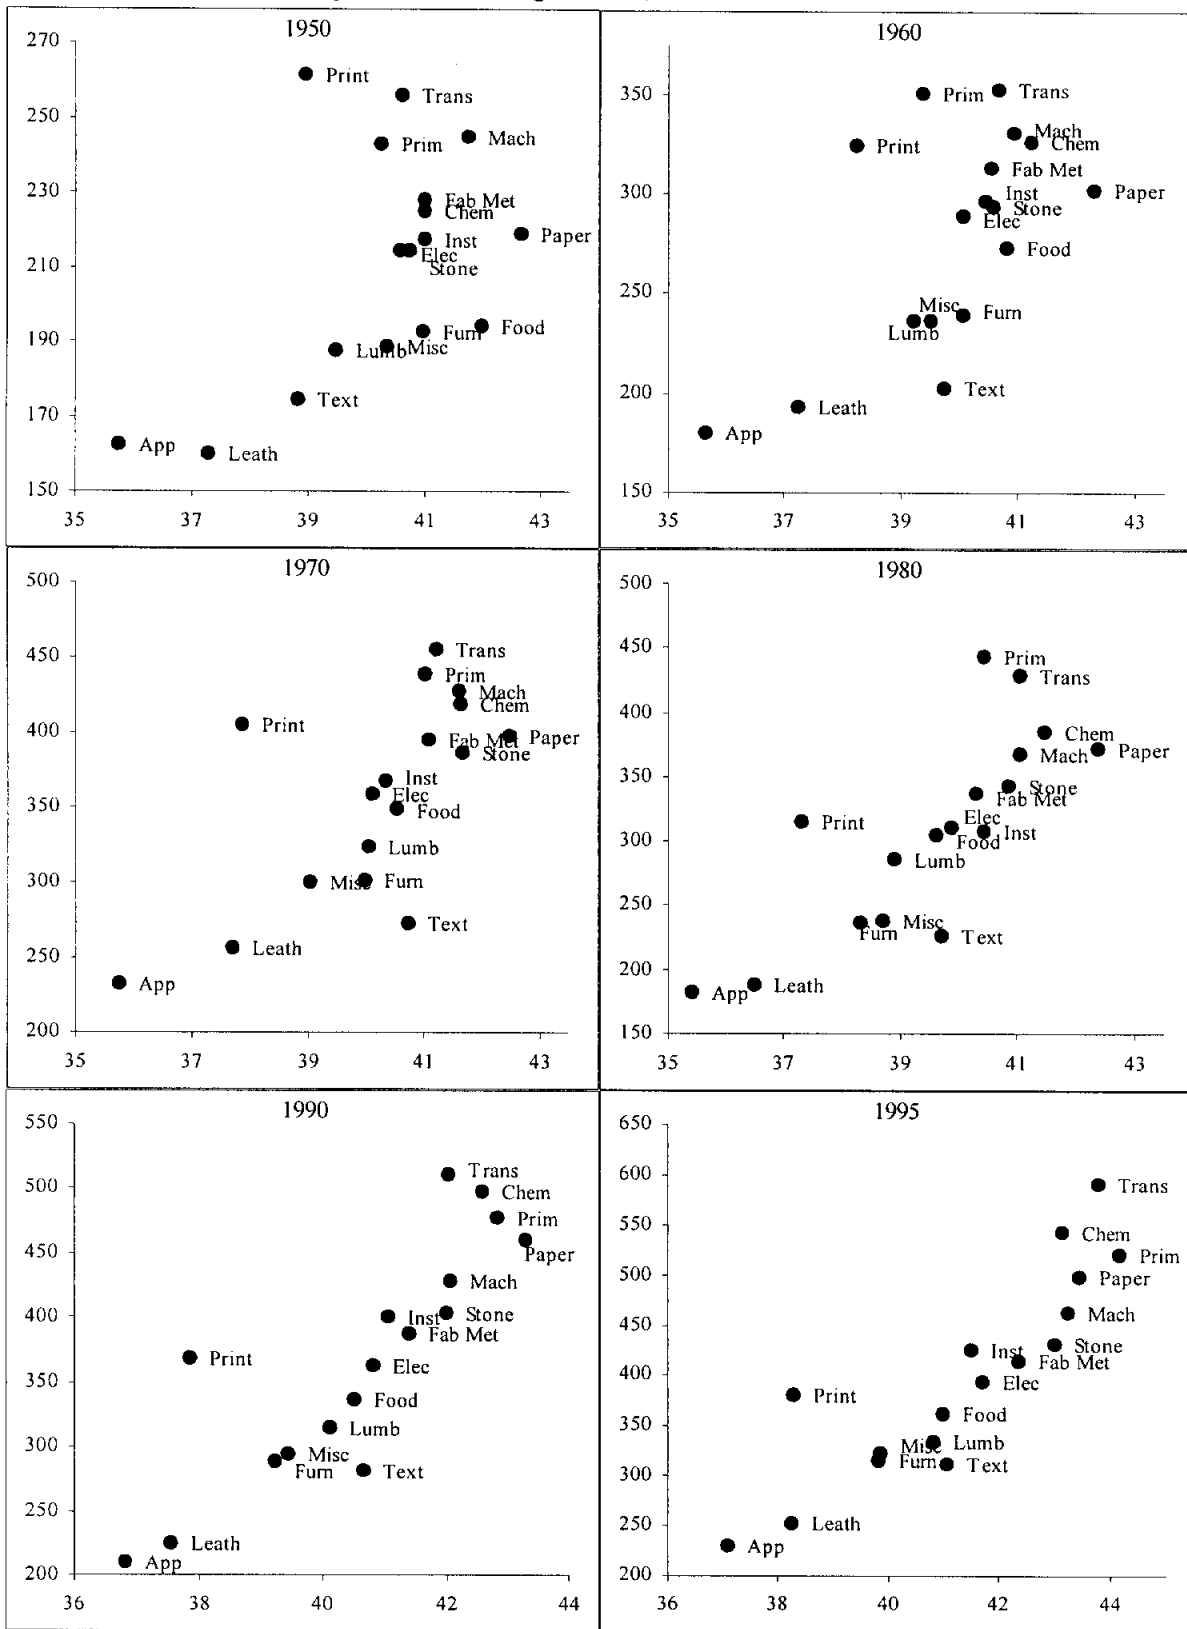 1950
270
250
230
210
190
170
150
35 37 39 41 43
Print
Trans
Mach
Prim
Fab Met
Chem
Paper
Inst
Elec
Stone
Food
Furn
Lumb
Misc
Text
App
Leath
1960
350
300
250
200
150
35 37 39 41 43
Prim
Trans
Mach
Chem
Print
Fab Met
Paper
Inst
Stone
Elec
Food
Misc
Furn
Lumb
Text
Leath
App
1970
500
450
400
350
300
250
200
35 37 39 41 43
Trans
Prim
Mach
Chem
Print
Paper
Fab Met
Stone
Inst
Elec
Food
Lumb
Misc
Furn
Text
Leath
App
1980
500
450
400
350
300
250
200
150
35 37 39 41 43
Prim
Trans
Chem
Paper
Mach
Stone
Fab Met
Print
Elec
Food
Inst
Lumb
Misc
Furn
Text
Leath
App
1990
550
500
450
400
350
300
250
200
36 38 40 42 44
Trans
Chem
Prim
Paper
Mach
Stone
Inst
Fab Met
Print
Elec
Food
Lumb
Misc
Furn
Text
Leath
App
1995
650
600
550
500
450
400
350
300
250
200
36 38 40 42 44
Trans
Chem
Prim
Paper
Mach
Stone
Inst
Fab Met
Elec
Print
Food
Lumb
Misc
Furn
Text
Leath
App